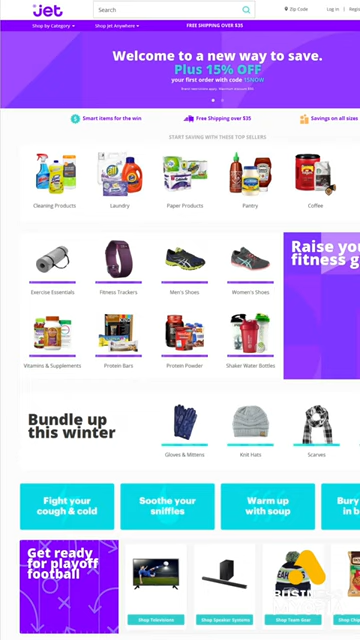 jet
Search
Zip Code
Log In
Shop by Category
Shop Jet Anywhere
FREE SHIPPING OVER $35
Welcome to a new way to save.
Plus 15% OFF
your first order with code 15NOW
Smart items for the win
Free Shipping over $35
Savings on all sizes
START SAVING WITH THESE TOP SELLERS
Cleaning Products
Laundry
Paper Products
Pantry
Coffee
Raise you
fitness g
Exercise Essentials
Fitness Trackers
Men's Shoes
Women's Shoes
Vitamins & Supplements
Protein Bars
Protein Powder
Shaker Water Bottles
Bundle up
this winter
Gloves & Mittens
Knit Hats
Scarves
Fight your
cough & cold
Soothe your
sniffles
Warm up
with soup
Bury
in b
Get ready
for playoff
football
Shop Televisions
Shop Speaker Systems
Shop Team Gear
Shop Chip